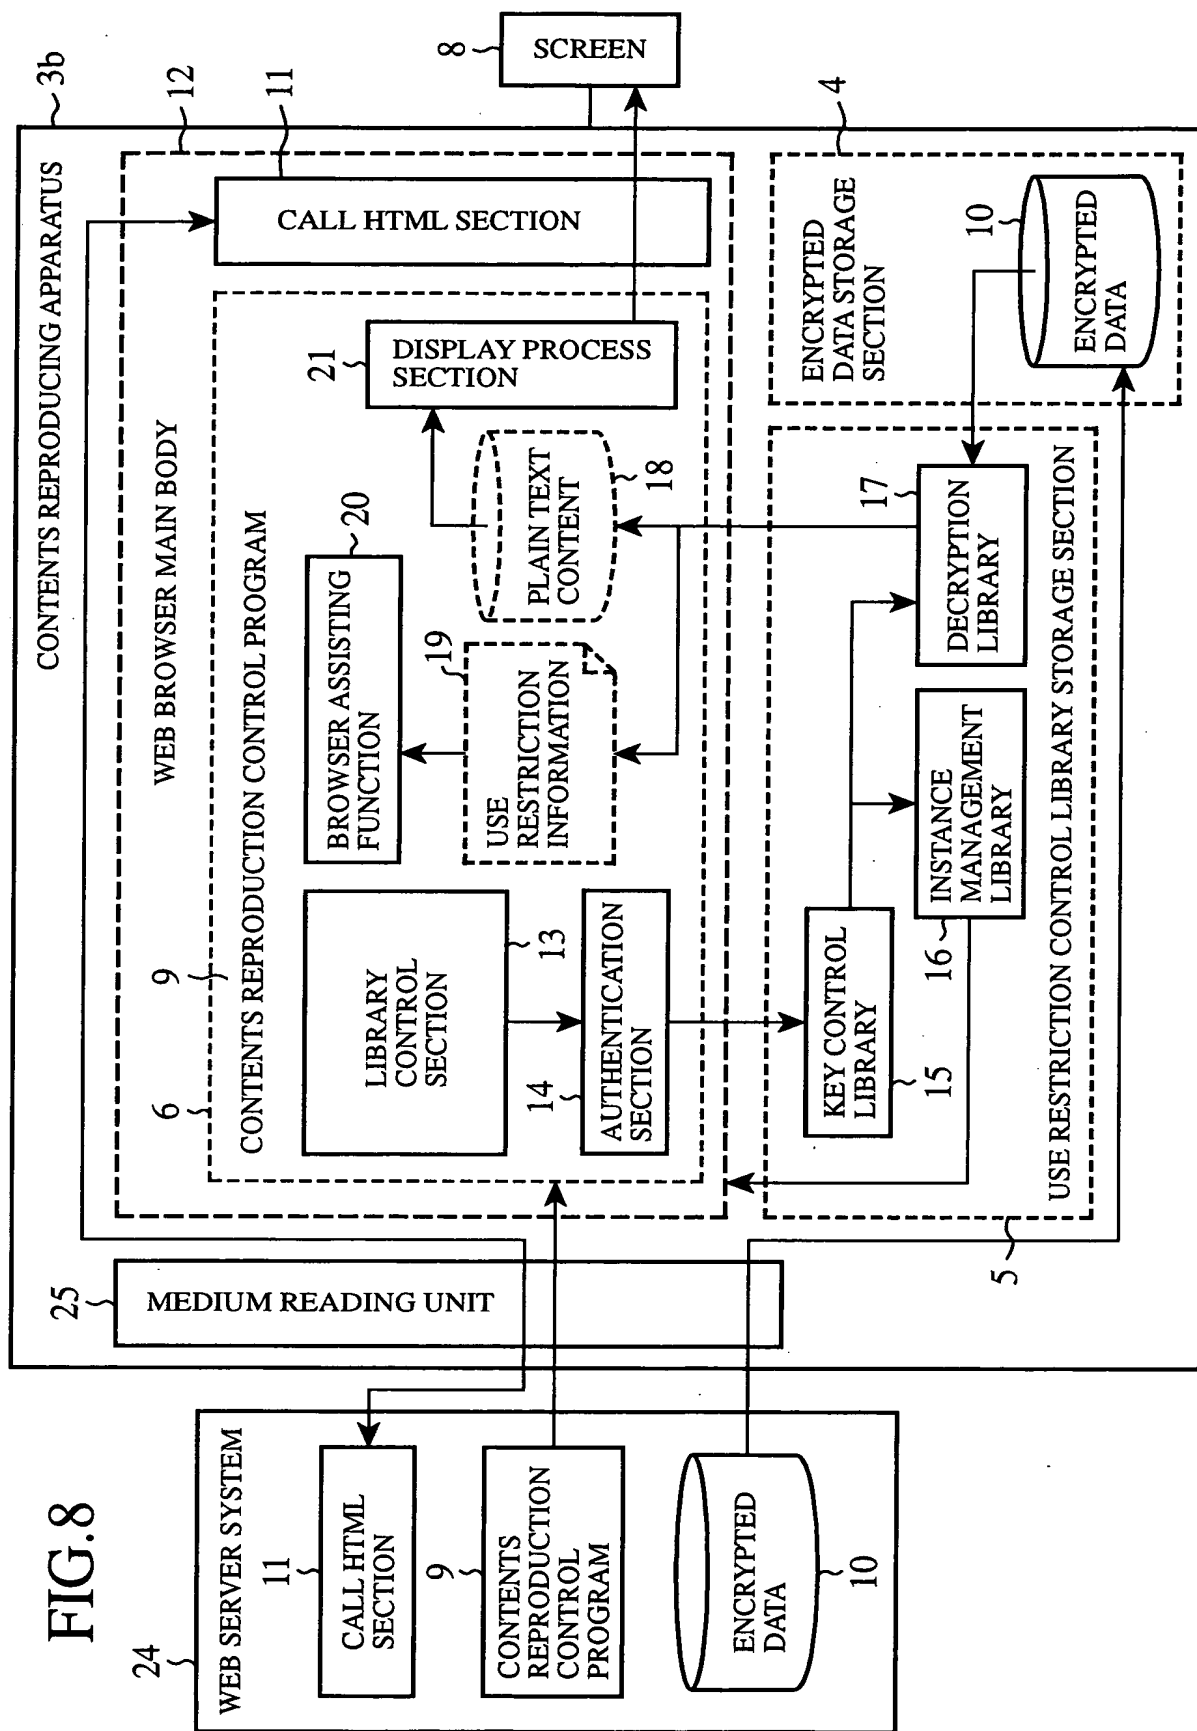 FIG.8
24
WEB SERVER SYSTEM
11
CALL HTML
SECTION
9
CONTENTS
REPRODUCTION
CONTROL
PROGRAM
ENCRYPTED
DATA
10
CONTENTS REPRODUCING APPARATUS
3b
25
MEDIUM READING UNIT
WEB BROWSER MAIN BODY
12
6
9
CONTENTS REPRODUCTION CONTROL PROGRAM
CALL HTML SECTION
11
LIBRARY
CONTROL
SECTION
13
14
AUTHENTICATION
SECTION
BROWSER ASSISTING
FUNCTION
20
19
USE
RESTRICTION
INFORMATION
PLAIN TEXT
CONTENT
18
21
DISPLAY PROCESS
SECTION
8
SCREEN
5
KEY CONTROL
LIBRARY
15
16
INSTANCE
MANAGEMENT
LIBRARY
17
DECRYPTION
LIBRARY
USE RESTRICTION CONTROL LIBRARY STORAGE SECTION
4
ENCRYPTED
DATA STORAGE
SECTION
10
ENCRYPTED
DATA